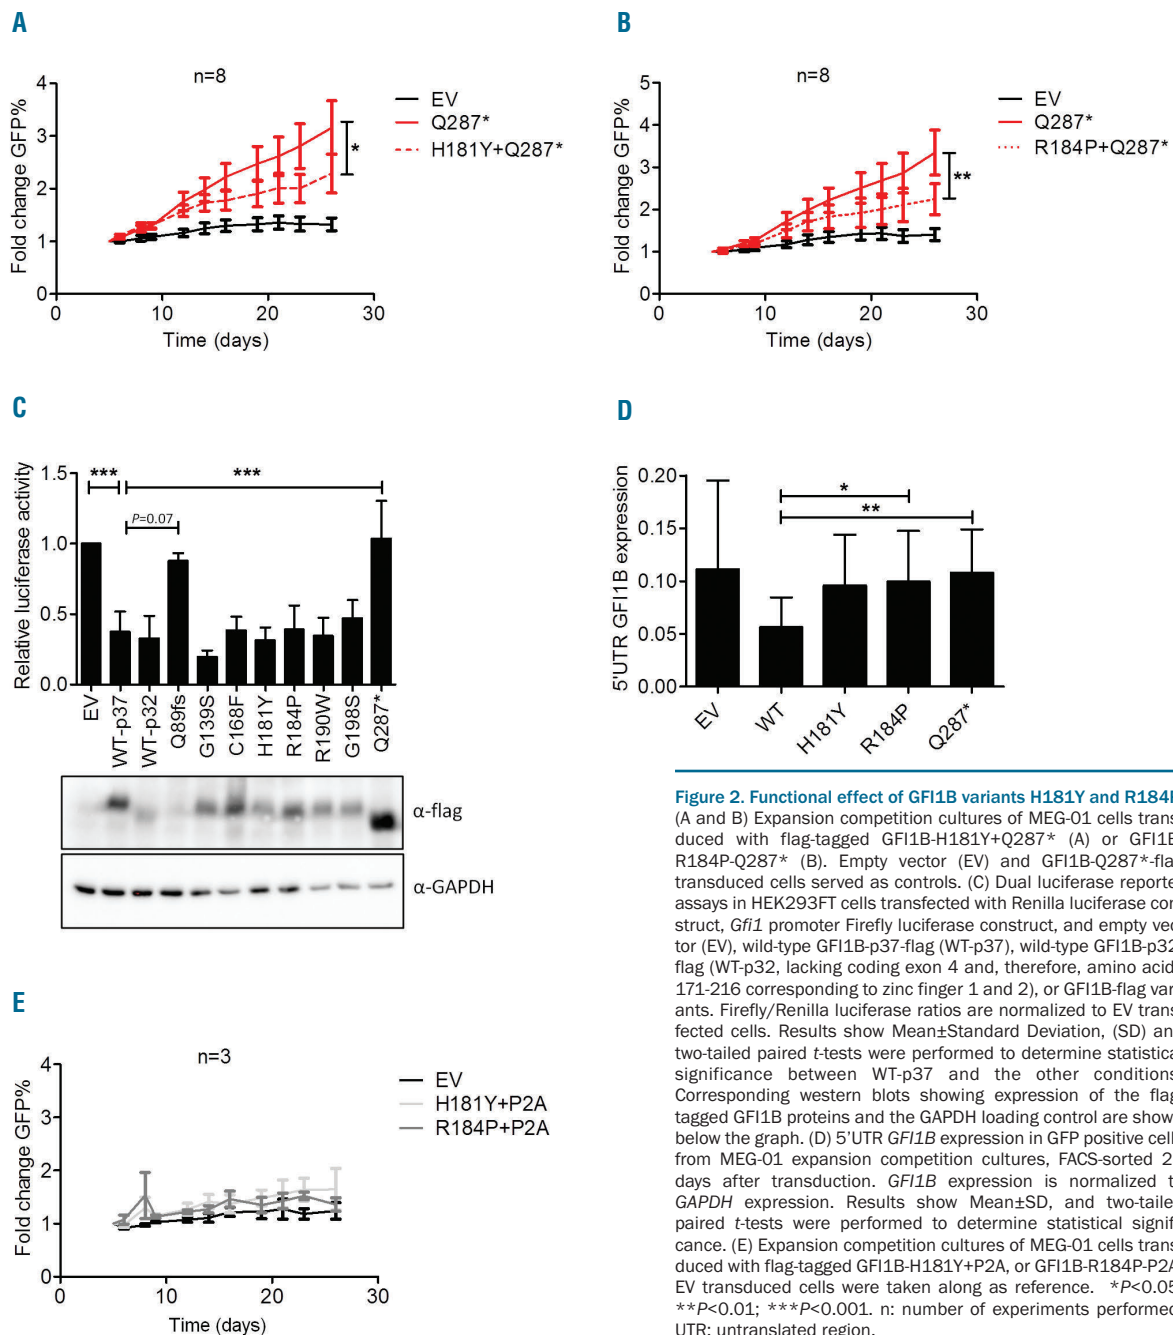 A
n=8
Fold change GFP%
4
3
2
1
0
0 10 20 30
Time (days)
EV
Q287*
H181Y+Q287*
*
B
n=8
Fold change GFP%
5
4
3
2
1
0
0 10 20 30
Time (days)
EV
Q287*
R184P+Q287*
**
C
Relative luciferase activity
1.5
1.0
0.5
0.0
*** ***
P=0.07
EV WT-p37 WT-p32 Q89fs G139S C168F H181Y R184P R190W G198S Q287*
α-flag
α-GAPDH
D
5'UTR GFI1B expression
0.20
0.15
0.10
0.05
0.00
*
**
EV WT H181Y R184P Q287*
E
n=3
Fold change GFP%
4
3
2
1
0
0 10 20 30
Time (days)
EV
H181Y+P2A
R184P+P2A
Figure 2. Functional effect of GFI1B variants H181Y and R184P
(A and B) Expansion competition cultures of MEG-01 cells trans
duced with flag-tagged GFI1B-H181Y+Q287* (A) or GFI1B
R184P-Q287* (B). Empty vector (EV) and GFI1B-Q287*-fla
transduced cells served as controls. (C) Dual luciferase reporte
assays in HEK293FT cells transfected with Renilla luciferase con
struct, Gfi1 promoter Firefly luciferase construct, and empty vec
tor (EV), wild-type GFI1B-p37-flag (WT-p37), wild-type GFI1B-p32
flag (WT-p32, lacking coding exon 4 and, therefore, amino acid
171-216 corresponding to zinc finger 1 and 2), or GFI1B-flag var
ants. Firefly/Renilla luciferase ratios are normalized to EV trans
fected cells. Results show Mean±Standard Deviation, (SD) an
two-tailed paired t-tests were performed to determine statistica
significance between WT-p37 and the other conditions
Corresponding western blots showing expression of the flag
tagged GFI1B proteins and the GAPDH loading control are show
below the graph. (D) 5'UTR GFI1B expression in GFP positive cell
from MEG-01 expansion competition cultures, FACS-sorted 2
days after transduction. GFI1B expression is normalized t
GAPDH expression. Results show Mean±SD, and two-taile
paired t-tests were performed to determine statistical signif
cance. (E) Expansion competition cultures of MEG-01 cells trans
duced with flag-tagged GFI1B-H181Y+P2A, or GFI1B-R184P-P2A
EV transduced cells were taken along as reference. *P<0.05
**P<0.01; ***P<0.001. n: number of experiments performed
UTR: untranslated region.